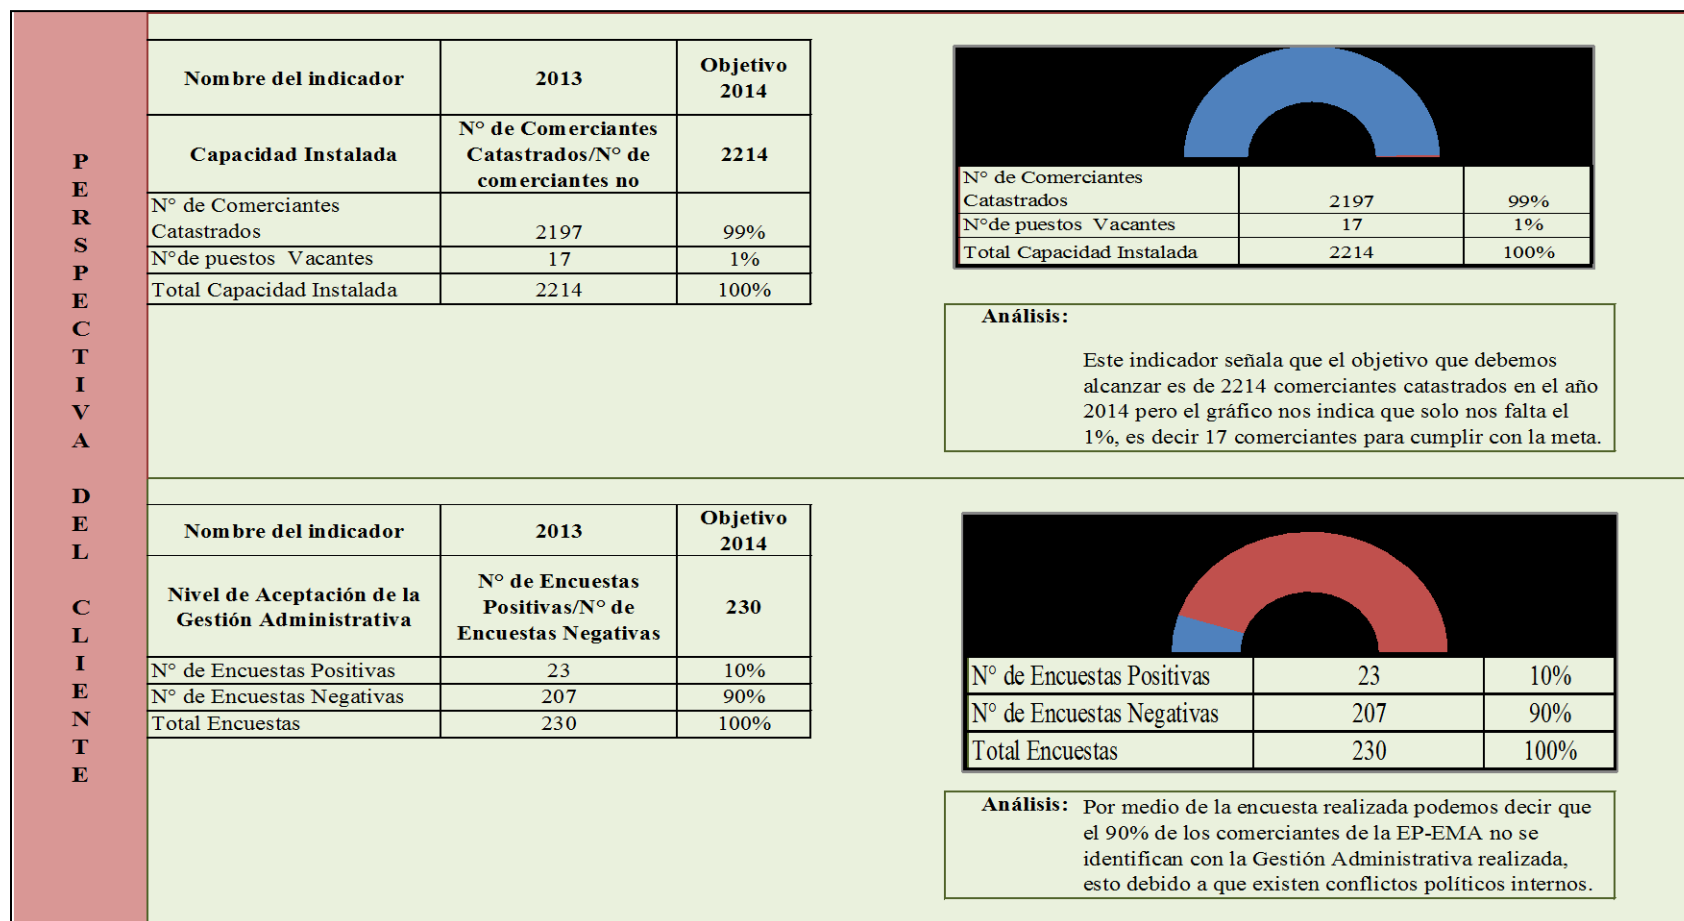 PERSPECTIVA DEL CLIENTE
Nombre del indicador 2013 Objetivo
2014
Capacidad Instalada N° de Comerciantes
Catastrados/N° de
comerciantes no 2214
N° de Comerciantes
Catastrados 2197 99%
N°de puestos Vacantes 17 1%
Total Capacidad Instalada 2214 100%
N° de Comerciantes
Catastrados 2197 99%
N°de puestos Vacantes 17 1%
Total Capacidad Instalada 2214 100%
Análisis:
Este indicador señala que el objetivo que debemos
alcanzar es de 2214 comerciantes catastrados en el año
2014 pero el gráfico nos indica que solo nos falta el
1%, es decir 17 comerciantes para cumplir con la meta.
Nombre del indicador 2013 Objetivo
2014
Nivel de Aceptación de la
Gestión Administrativa N° de Encuestas
Positivas/N° de
Encuestas Negativas 230
N° de Encuestas Positivas 23 10%
N° de Encuestas Negativas 207 90%
Total Encuestas 230 100%
N° de Encuestas Positivas 23 10%
N° de Encuestas Negativas 207 90%
Total Encuestas 230 100%
Análisis: Por medio de la encuesta realizada podemos decir que
el 90% de los comerciantes de la EP-EMA no se
identifican con la Gestión Administrativa realizada,
esto debido a que existen conflictos políticos internos.